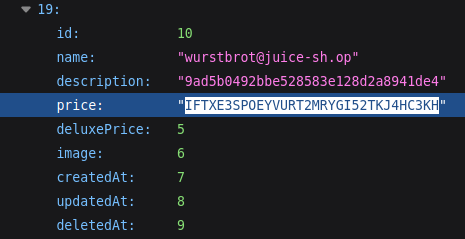 19:
id: 10
name: "wurstbrot@juice-sh.op"
description: "9ad5b0492bbe528583e128d2a8941de4"
price: "IFTXE3SPOEYVURT2MRYGI52TKJ4HC3KH"
deluxePrice: 5
image: 6
createdAt: 7
updatedAt: 8
deletedAt: 9